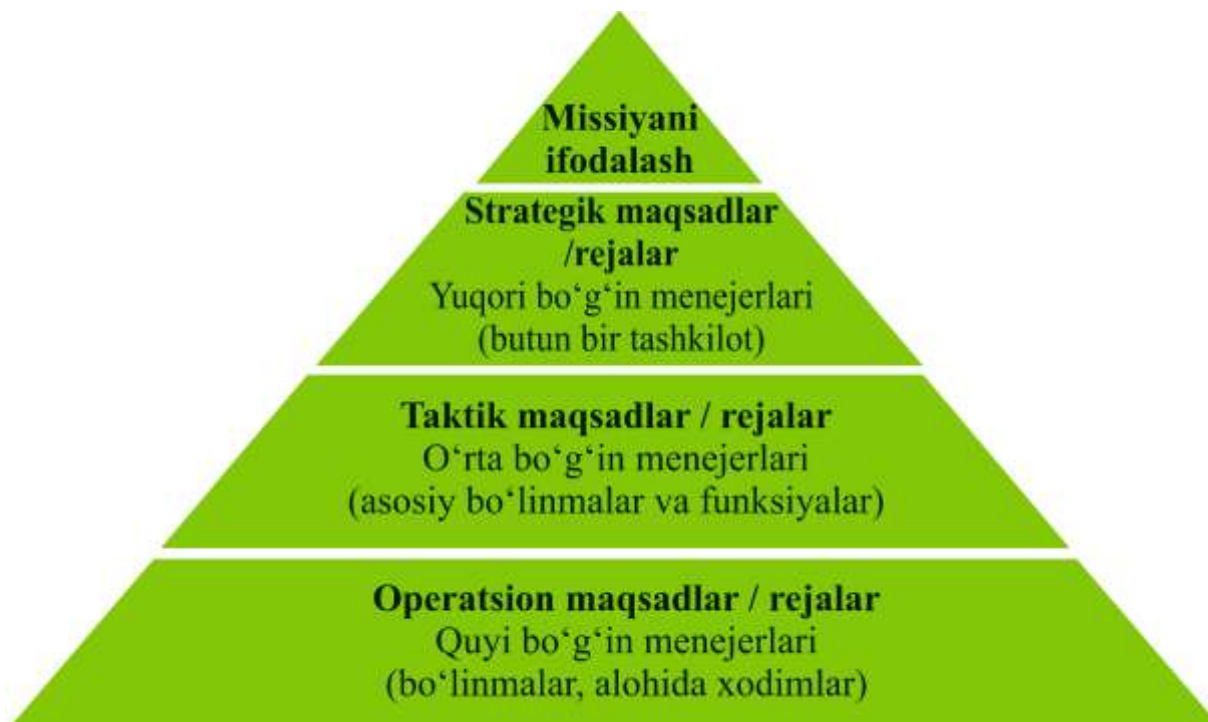 Missiyani
ifodalash
Strategik maqsadlar
/rejalar
Yuqori bo‘g‘in menejerlari
(butun bir tashkilot)
Taktik maqsadlar / rejalar
O‘rta bo‘g‘in menejerlari
(asosiy bo‘linmalar va funksiyalar)
Operatsion maqsadlar / rejalar
Quyi bo‘g‘in menejerlari
(bo‘linmalar, alohida xodimlar)